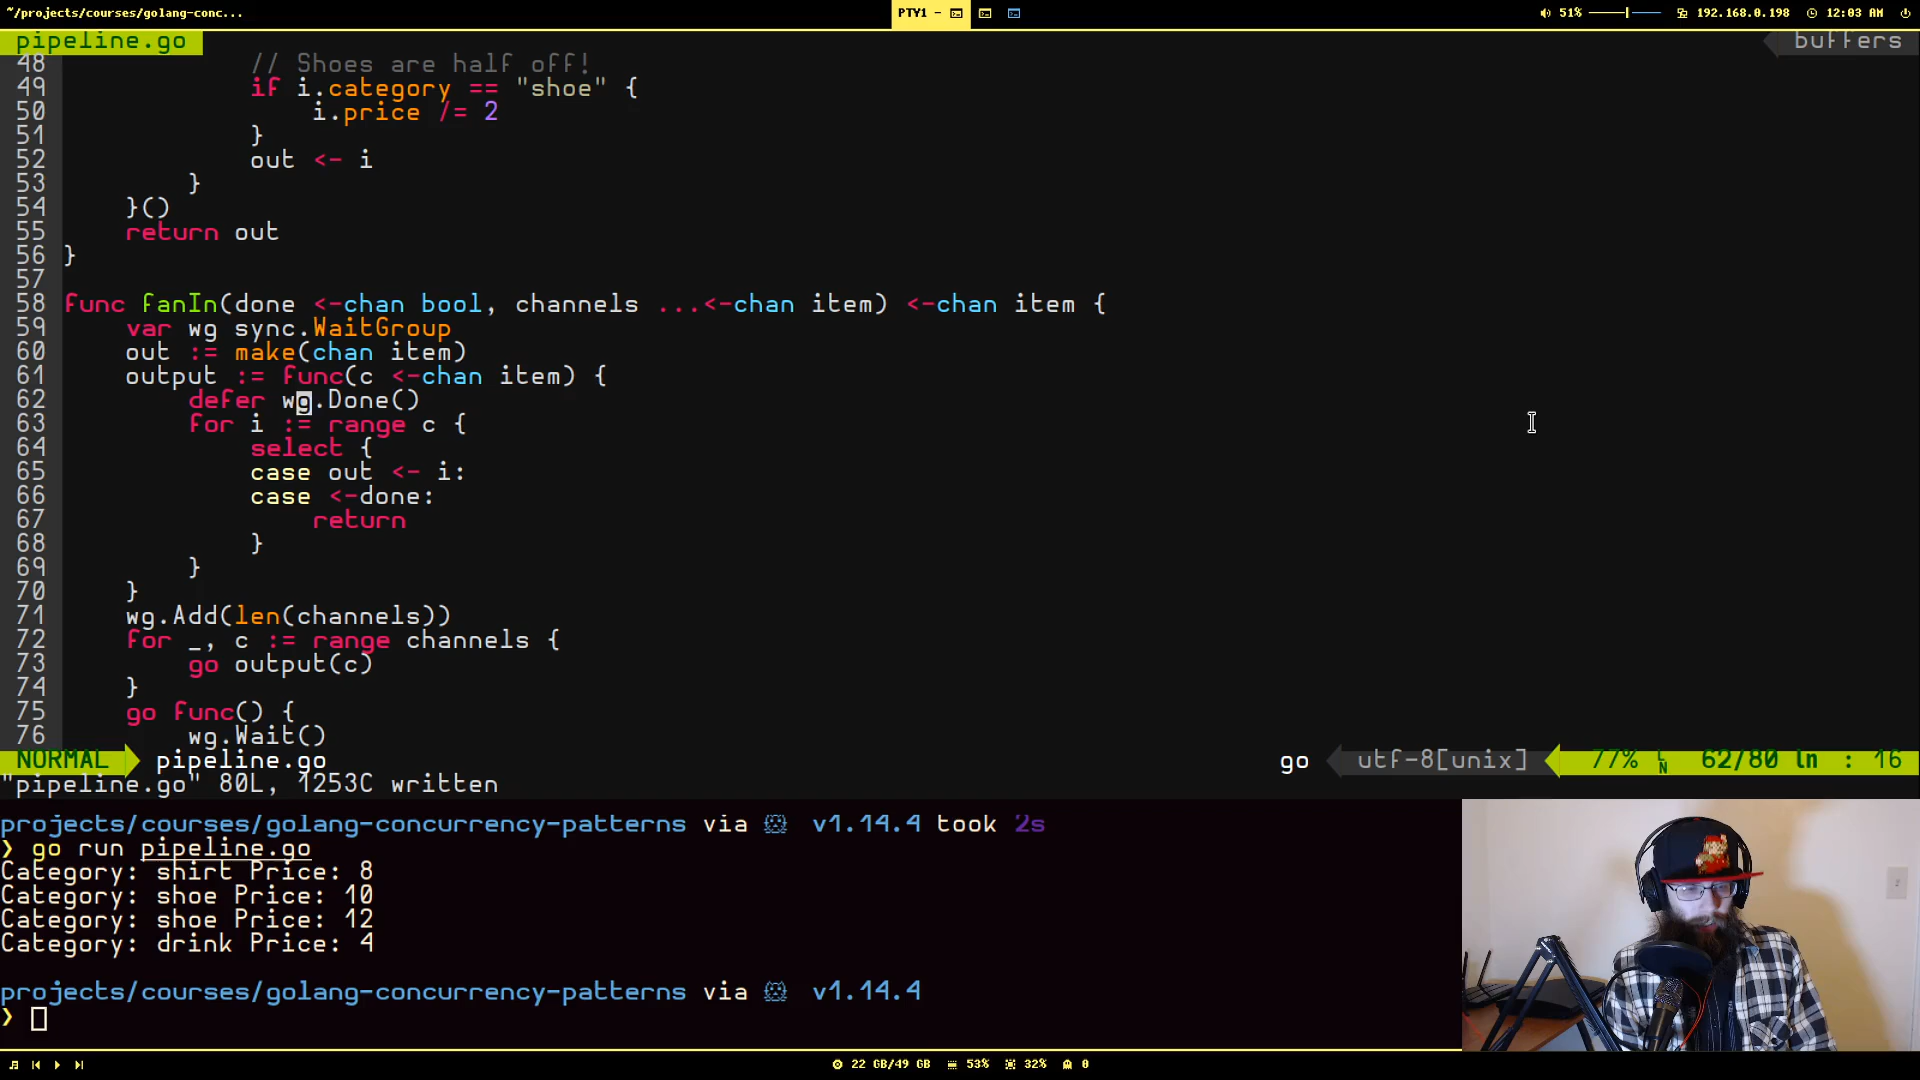 ~/projects/courses/golang-conc...
PTY1 -
51%
192.168.0.198
12:03 AM
pipeline.go
buffers
48 // Shoes are half off!
49 if i.category == "shoe" {
50 i.price /= 2
51 }
52 out <- i
53 }
54 }()
55 return out
56 }
57
58 func fanIn(done <-chan bool, channels ...<-chan item) <-chan item {
59 var wg sync.WaitGroup
60 out := make(chan item)
61 output := func(c <-chan item) {
62 defer wg.Done()
63 for i := range c {
64 select {
65 case out <- i:
66 case <-done:
67 return
68 }
69 }
70 }
71 wg.Add(len(channels))
72 for _, c := range channels {
73 go output(c)
74 }
75 go func() {
76 wg.Wait()
NORMAL pipeline.go go utf-8[unix] 77% LN 62/80 ln : 16
"pipeline.go" 80L, 1253C written
projects/courses/golang-concurrency-patterns via v1.14.4 took 2s
❯ go run pipeline.go
Category: shirt Price: 8
Category: shoe Price: 10
Category: shoe Price: 12
Category: drink Price: 4
projects/courses/golang-concurrency-patterns via v1.14.4
❯
22 GB/49 GB 53% 32% 0